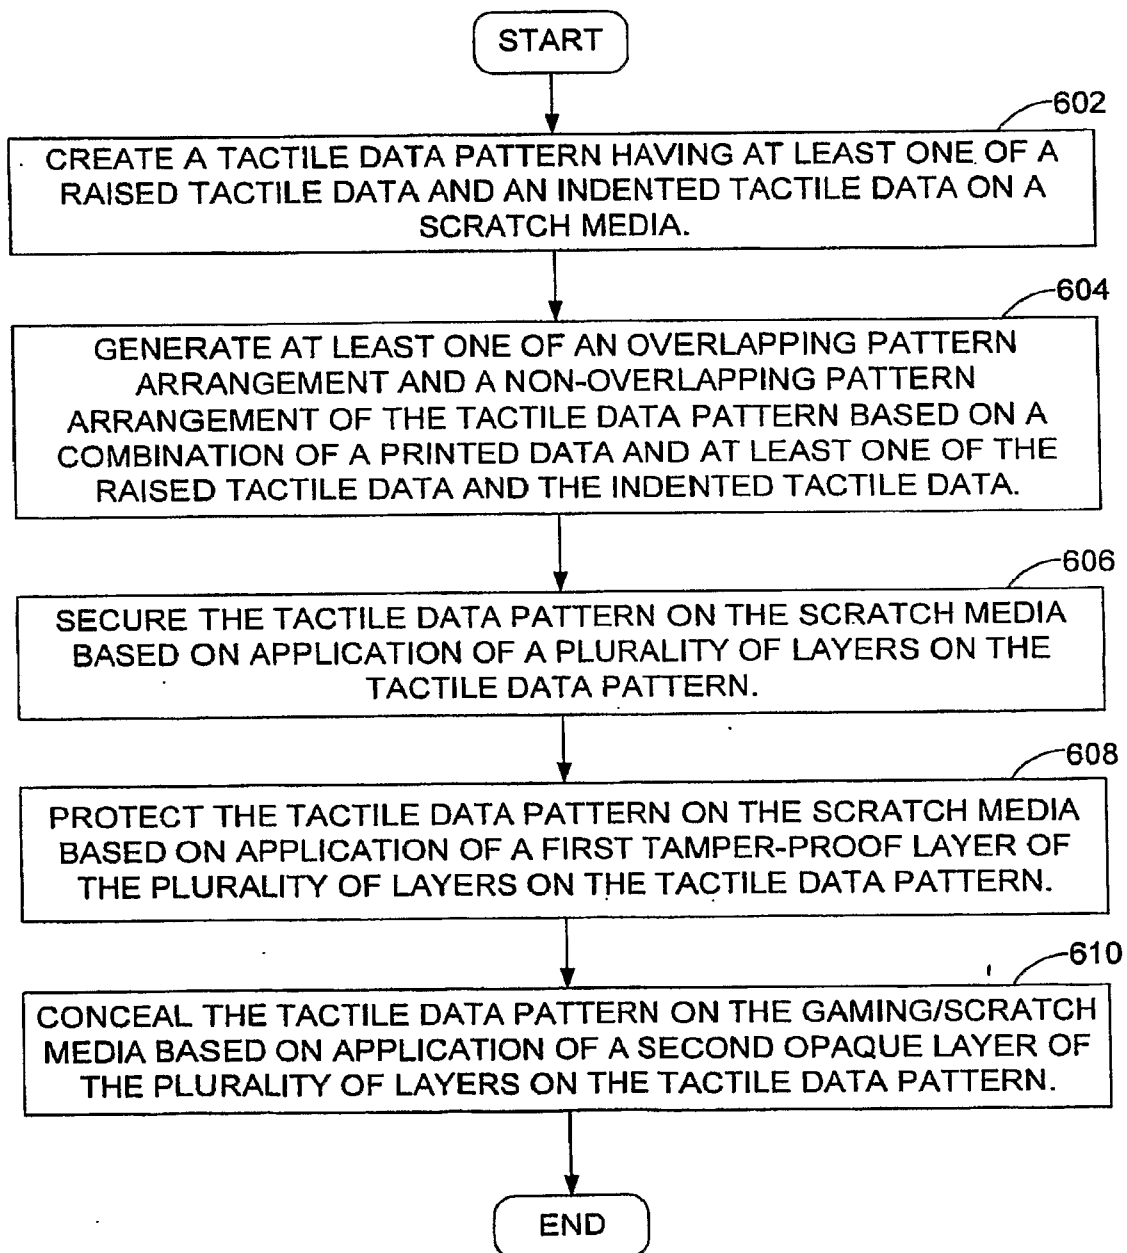 START
602
CREATE A TACTILE DATA PATTERN HAVING AT LEAST ONE OF A
RAISED TACTILE DATA AND AN INDENTED TACTILE DATA ON A
SCRATCH MEDIA.
604
GENERATE AT LEAST ONE OF AN OVERLAPPING PATTERN
ARRANGEMENT AND A NON-OVERLAPPING PATTERN
ARRANGEMENT OF THE TACTILE DATA PATTERN BASED ON A
COMBINATION OF A PRINTED DATA AND AT LEAST ONE OF THE
RAISED TACTILE DATA AND THE INDENTED TACTILE DATA.
606
SECURE THE TACTILE DATA PATTERN ON THE SCRATCH MEDIA
BASED ON APPLICATION OF A PLURALITY OF LAYERS ON THE
TACTILE DATA PATTERN.
608
PROTECT THE TACTILE DATA PATTERN ON THE SCRATCH MEDIA
BASED ON APPLICATION OF A FIRST TAMPER-PROOF LAYER OF
THE PLURALITY OF LAYERS ON THE TACTILE DATA PATTERN.
610
CONCEAL THE TACTILE DATA PATTERN ON THE GAMING/SCRATCH
MEDIA BASED ON APPLICATION OF A SECOND OPAQUE LAYER OF
THE PLURALITY OF LAYERS ON THE TACTILE DATA PATTERN.
END